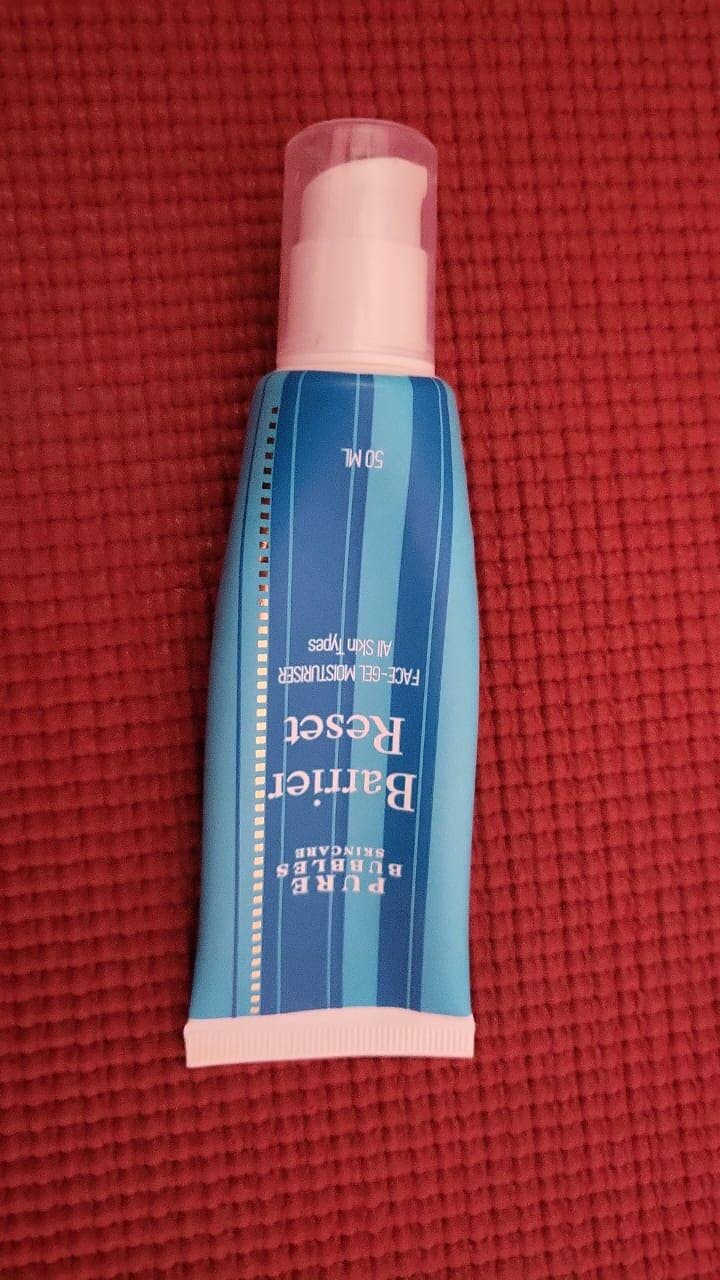 PURE
BUBBLES
SKINCARE
Barrier
Reset
FACE-GEL MOISTURISER
All Skin Types
50 ML